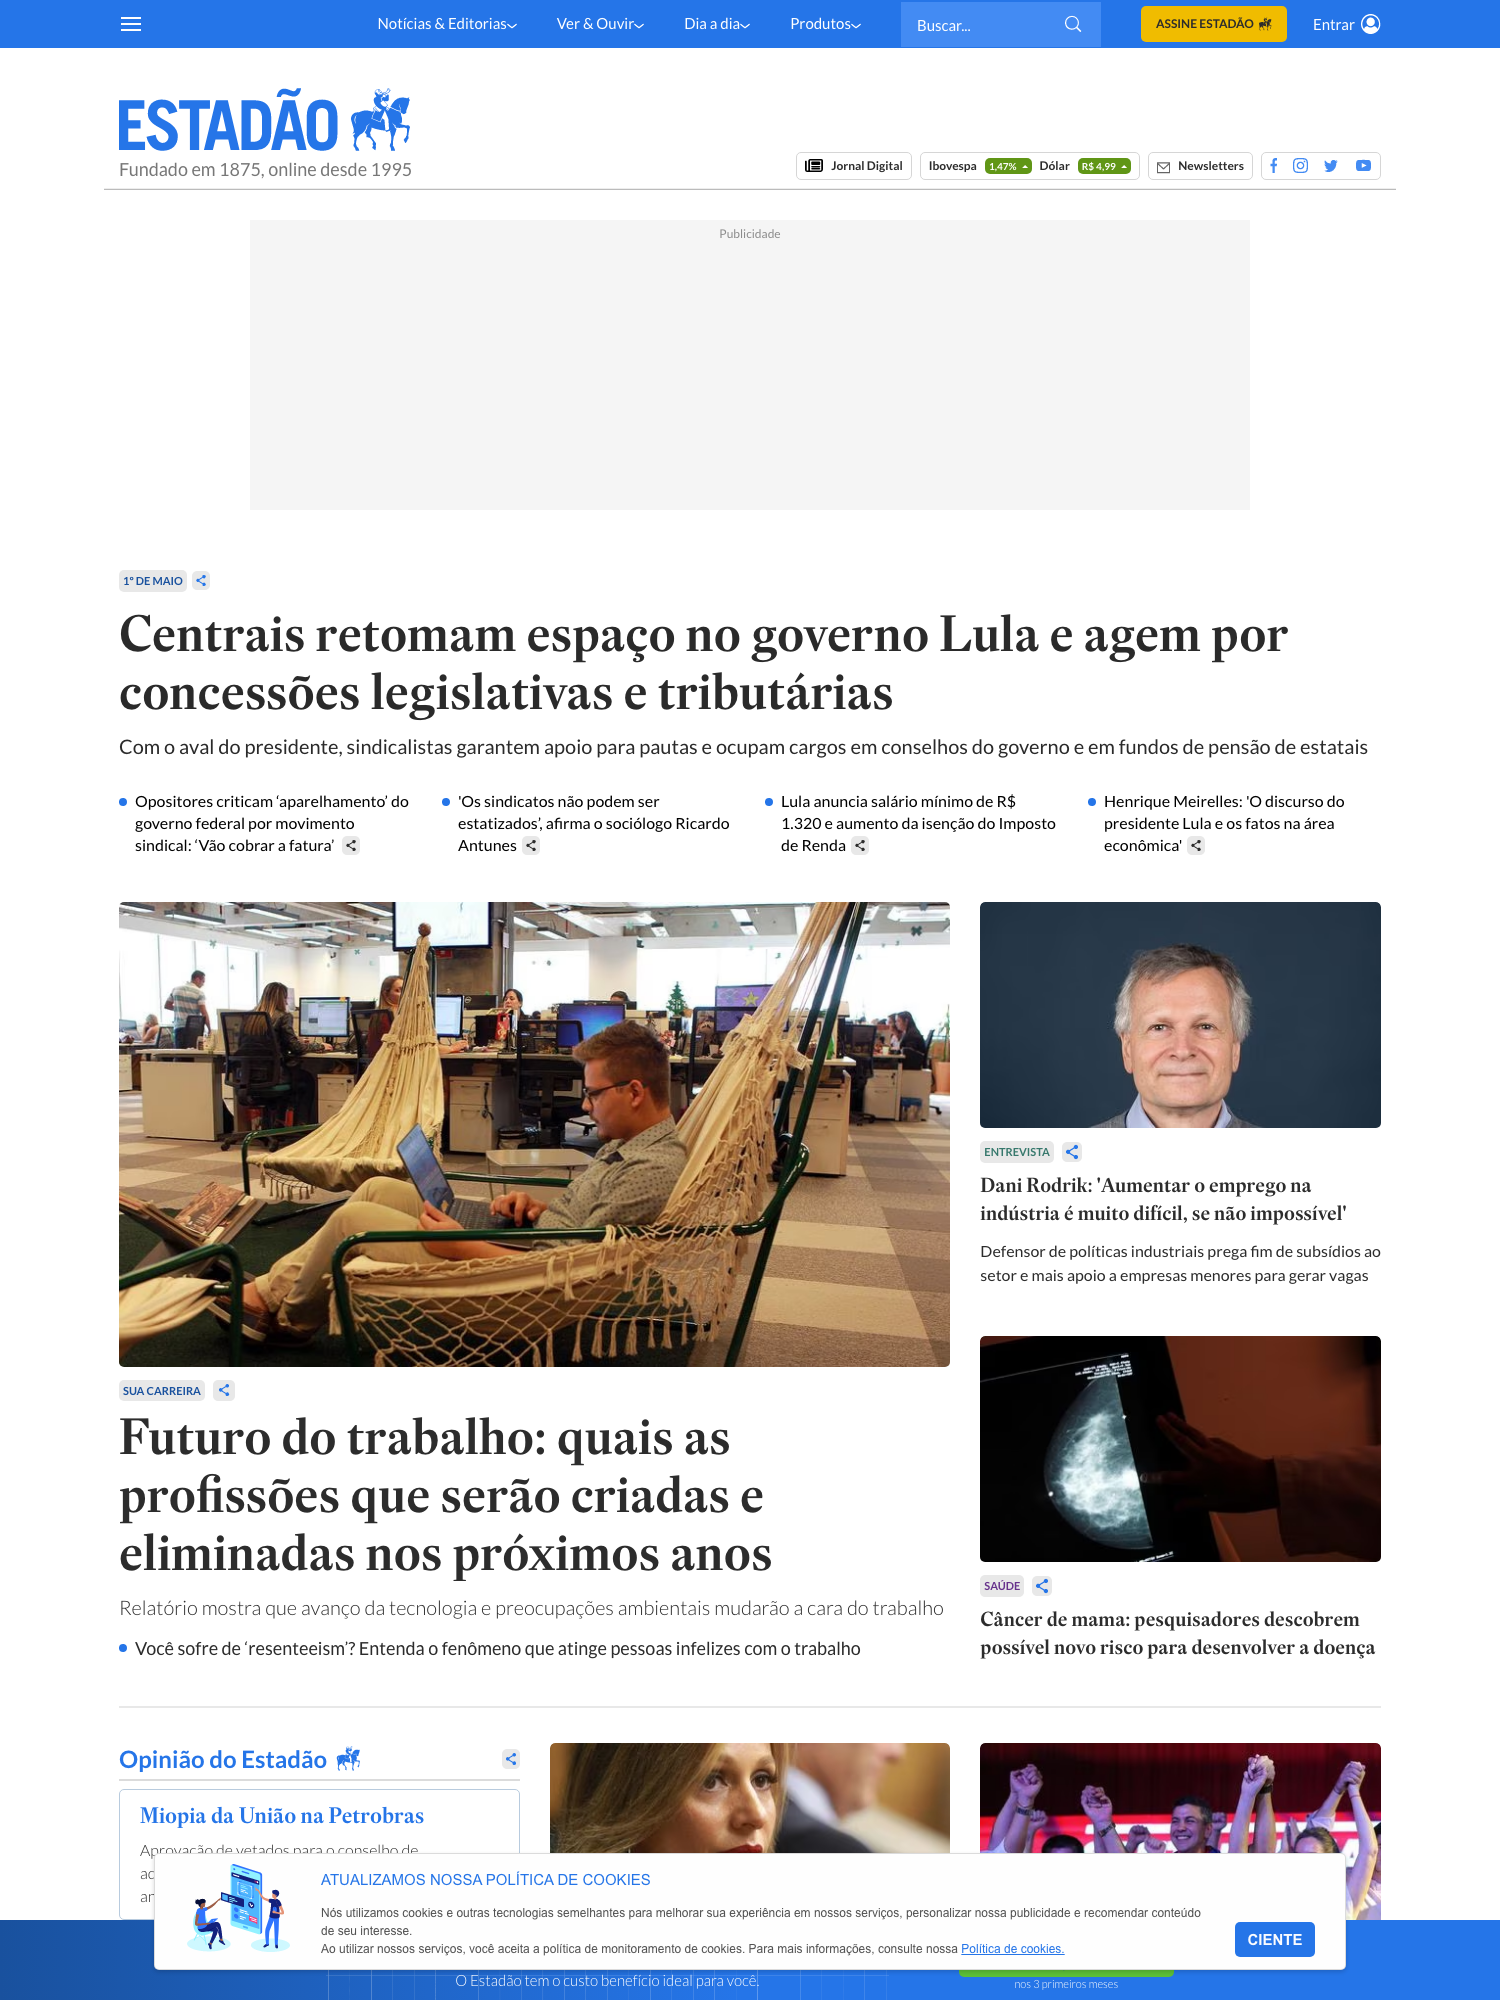 Notícias & Editorias Ver & Ouvir Dia a dia Produtos Buscar... ASSINE ESTADÃO Entrar
ESTADÃO
Fundado em 1875, online desde 1995
Jornal Digital Ibovespa 1,47% Dólar R$ 4,99 Newsletters
Publicidade
1º DE MAIO
Centrais retomam espaço no governo Lula e agem por
concessões legislativas e tributárias
Com o aval do presidente, sindicalistas garantem apoio para pautas e ocupam cargos em conselhos do governo e em fundos de pensão de estatais
Opositores criticam ‘aparelhamento’ do
governo federal por movimento
sindical: ‘Vão cobrar a fatura’
'Os sindicatos não podem ser
estatizados’, afirma o sociólogo Ricardo
Antunes
Lula anuncia salário mínimo de R$
1.320 e aumento da isenção do Imposto
de Renda
Henrique Meirelles: 'O discurso do
presidente Lula e os fatos na área
econômica'
SUA CARREIRA
Futuro do trabalho: quais as
profissões que serão criadas e
eliminadas nos próximos anos
Relatório mostra que avanço da tecnologia e preocupações ambientais mudarão a cara do trabalho
Você sofre de ‘resenteeism’? Entenda o fenômeno que atinge pessoas infelizes com o trabalho
ENTREVISTA
Dani Rodrik: 'Aumentar o emprego na
indústria é muito difícil, se não impossível'
Defensor de políticas industriais prega fim de subsídios ao
setor e mais apoio a empresas menores para gerar vagas
SAÚDE
Câncer de mama: pesquisadores descobrem
possível novo risco para desenvolver a doença
Opinião do Estadão
Miopia da União na Petrobras
Aprovação de vetados para o conselho de
ATUALIZAMOS NOSSA POLÍTICA DE COOKIES
Nós utilizamos cookies e outras tecnologias semelhantes para melhorar sua experiência em nossos serviços, personalizar nossa publicidade e recomendar conteúdo
de seu interesse.
Ao utilizar nossos serviços, você aceita a política de monitoramento de cookies. Para mais informações, consulte nossa Política de cookies.
CIENTE
O Estadão tem o custo benefício ideal para você.
nos 3 primeiros meses